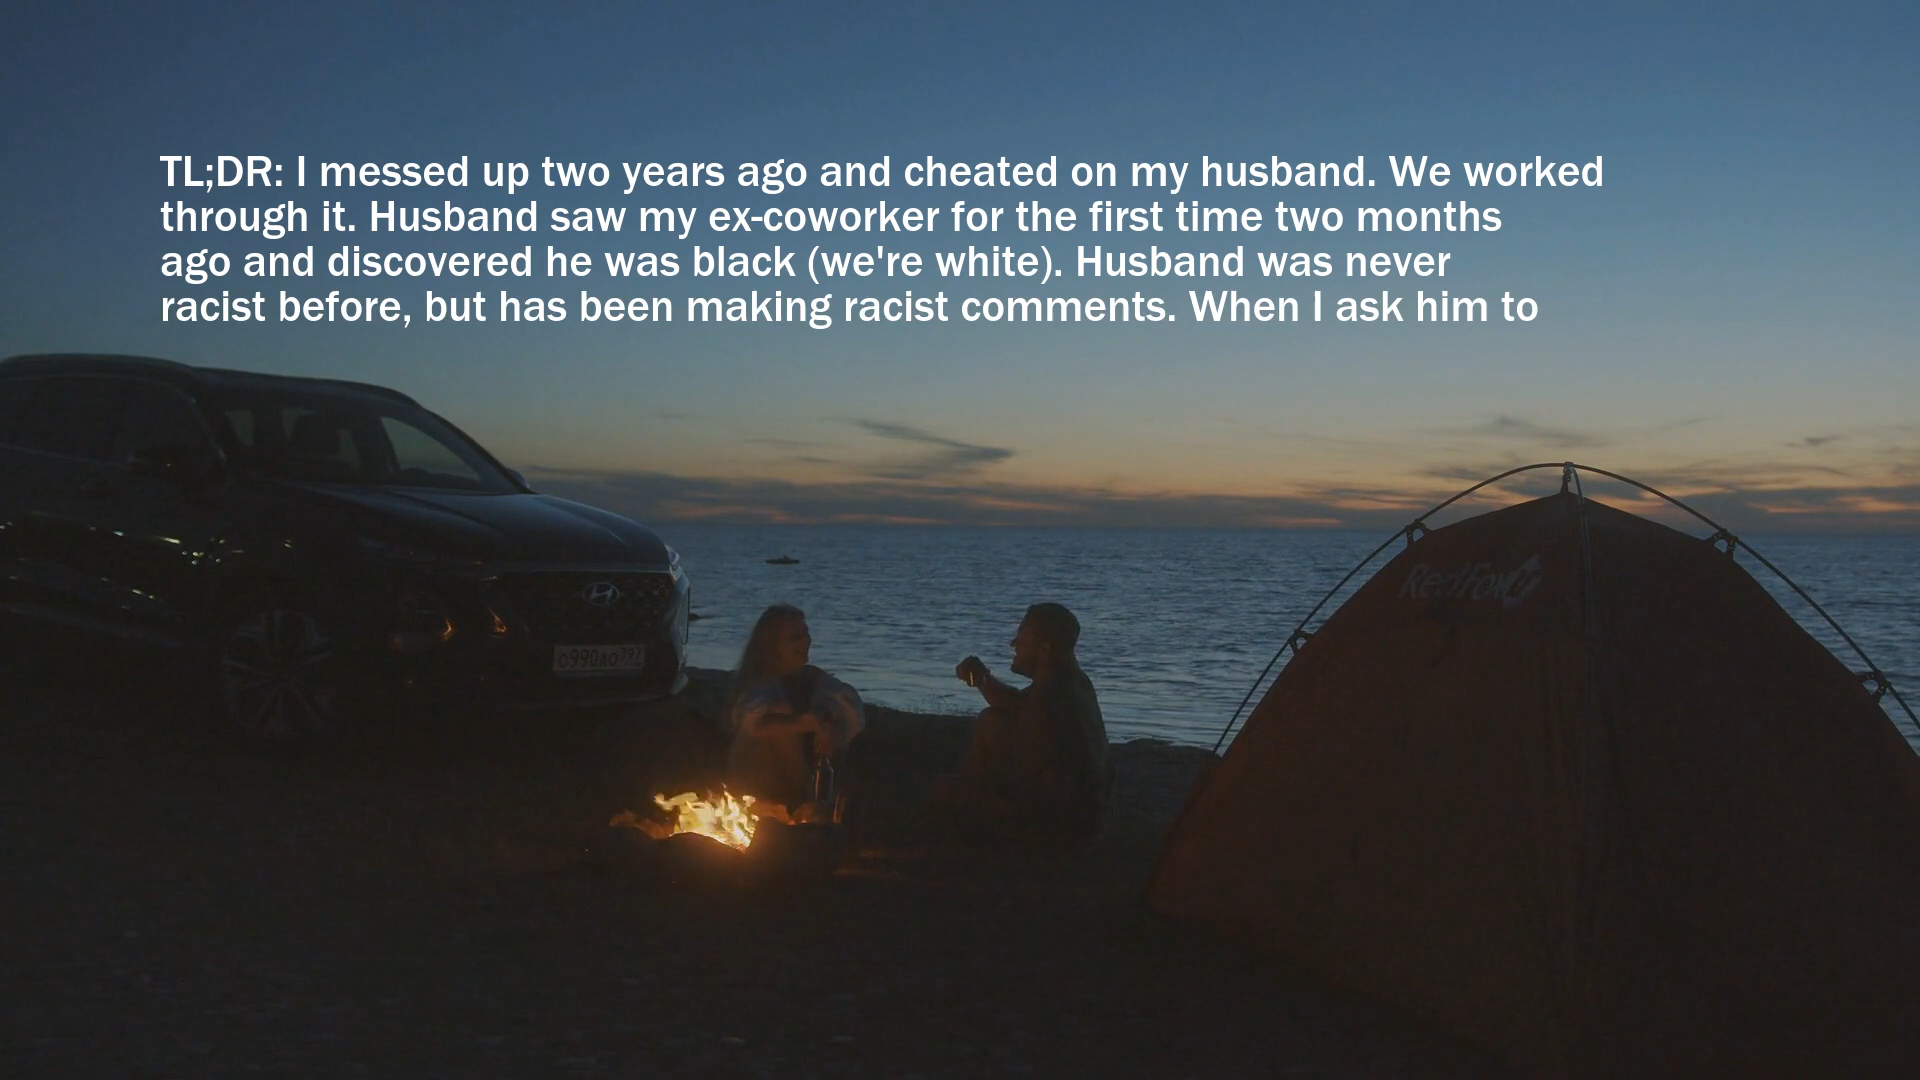 TL;DR: I messed up two years ago and cheated on my husband. We worked
through it. Husband saw my ex-coworker for the first time two months
ago and discovered he was black (we're white). Husband was never
racist before, but has been making racist comments. When I ask him to
RedFox
О990АО797